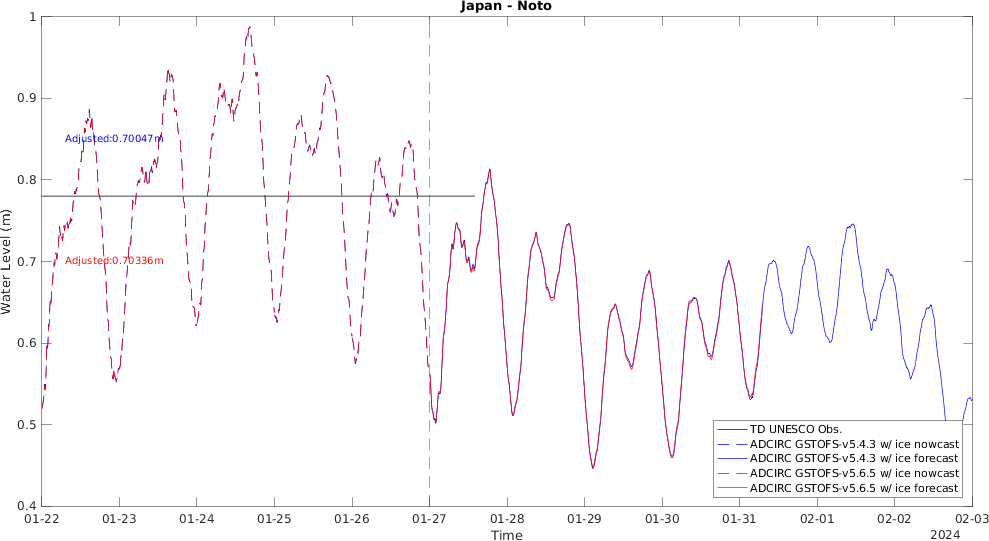 Japan - Noto
1
0.9
0.8
0.7
0.6
0.5
0.4
Water Level (m)
Adjusted:0.70047m
Adjusted:0.70336m
TD UNESCO Obs.
ADCIRC GSTOFS-v5.4.3 w/ ice nowcast
ADCIRC GSTOFS-v5.4.3 w/ ice forecast
ADCIRC GSTOFS-v5.6.5 w/ ice nowcast
ADCIRC GSTOFS-v5.6.5 w/ ice forecast
01-22 01-23 01-24 01-25 01-26 01-27 01-28 01-29 01-30 01-31 02-01 02-02 02-03
Time
2024